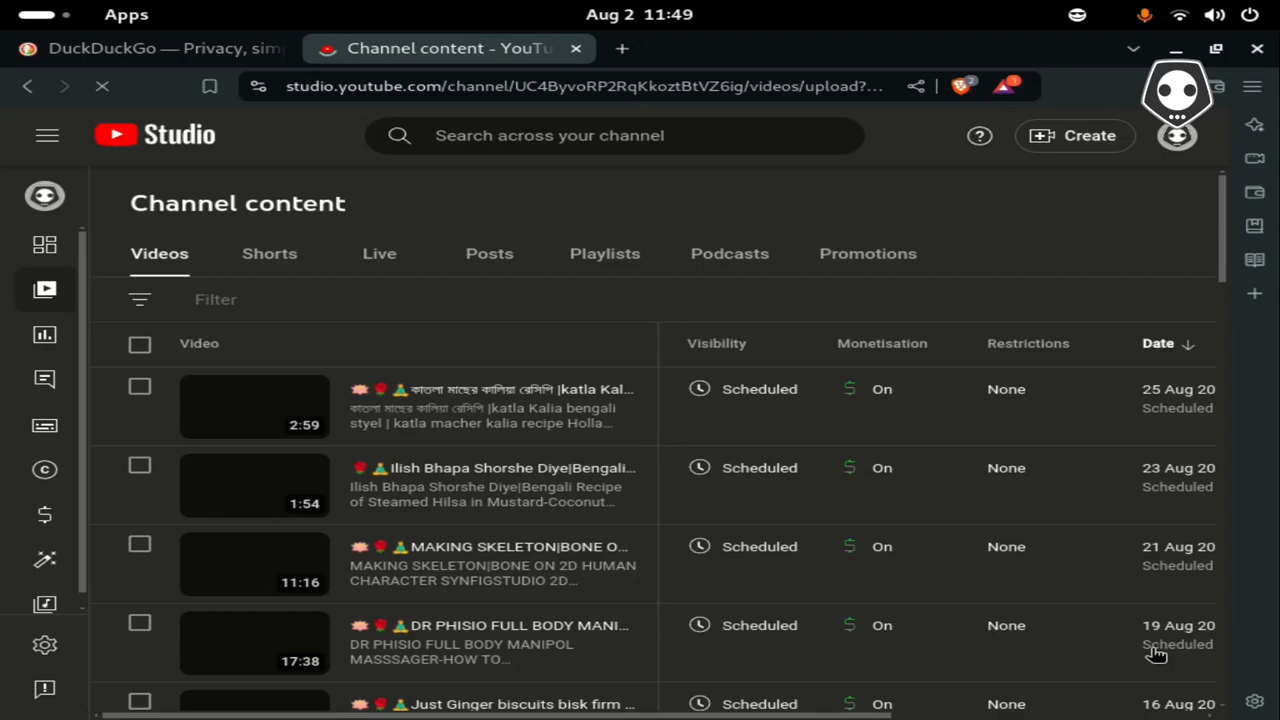 Apps
Aug 2 11:49
DuckDuckGo — Privacy, sim
Channel content - YouTu
studio.youtube.com/channel/UC4ByvoRP2RqKkoztBtVZ6ig/videos/upload?...
2
1
Studio
Search across your channel
Create
Channel content
Videos Shorts Live Posts Playlists Podcasts Promotions
Filter
Video Visibility Monetisation Restrictions Date
🪷🌹🧘কাতলা মাছের কালিয়া রেসিপি |katla Kal... Scheduled On None 25 Aug 20
কাতলা মাছের কালিয়া রেসিপি |katla Kalia bengali Scheduled
2:59 styel | katla macher kalia recipe Holla...
🌹🧘Ilish Bhapa Shorshe Diye|Bengali... Scheduled On None 23 Aug 20
Ilish Bhapa Shorshe Diye|Bengali Recipe Scheduled
1:54 of Steamed Hilsa in Mustard-Coconut...
🪷🌹🧘MAKING SKELETON|BONE O... Scheduled On None 21 Aug 20
MAKING SKELETON|BONE ON 2D HUMAN Scheduled
11:16 CHARACTER SYNFIGSTUDIO 2D...
🪷🌹🧘DR PHISIO FULL BODY MANI... Scheduled On None 19 Aug 20
DR PHISIO FULL BODY MANIPOL Scheduled
17:38 MASSSAGER-HOW TO...
🪷🌹🧘Just Ginger biscuits bisk firm ... Scheduled On None 16 Aug 20